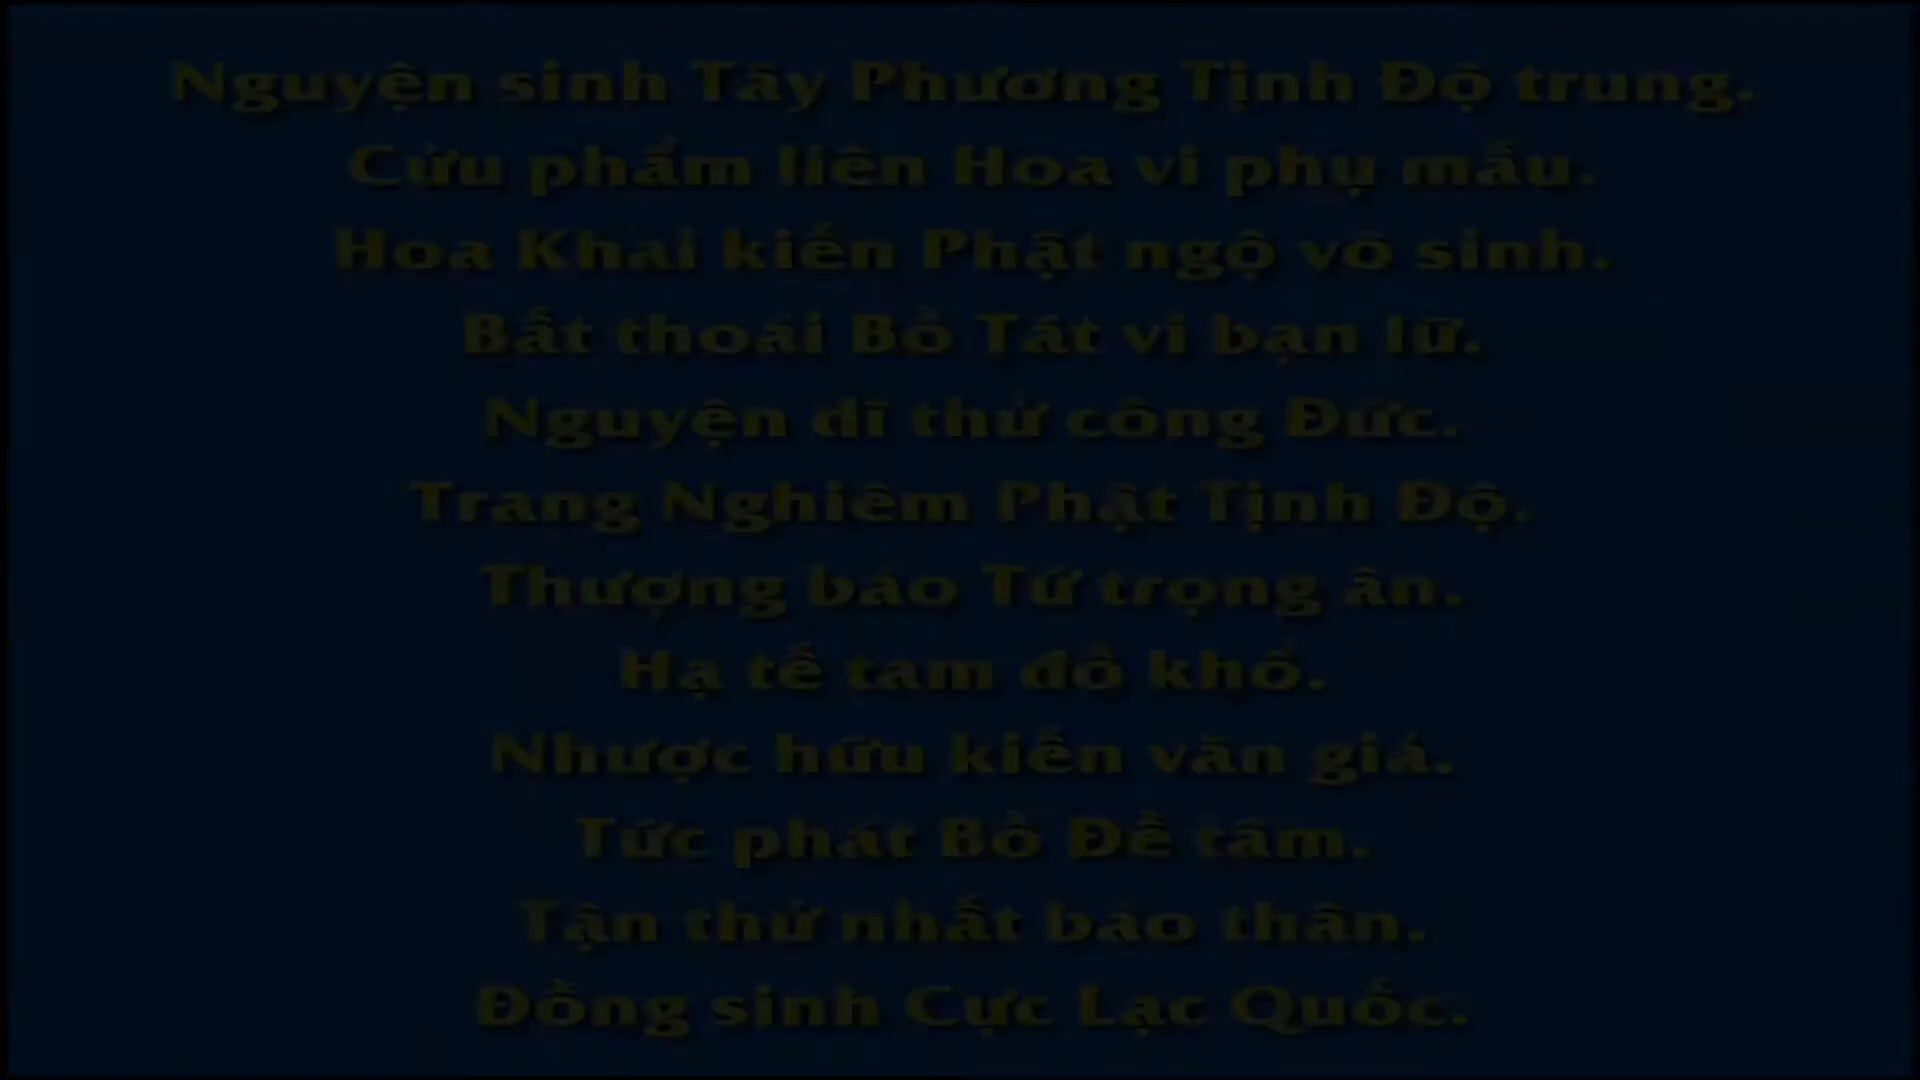 Nguyện sinh Tây Phương Tịnh Độ trung.
Cửu phẩm liên Hoa vi phụ mẫu.
Hoa Khai kiến Phật ngộ vô sinh.
Bất thoái Bồ Tát vi bạn lữ.
Nguyện dĩ thử công Đức.
Trang Nghiêm Phật Tịnh Độ.
Thượng báo Tứ trọng ân.
Hạ tế tam đồ khổ.
Nhược hữu kiến văn giả.
Tức phát Bồ Đề tâm.
Tận thử nhất báo thân.
Đồng sinh Cực Lạc Quốc.